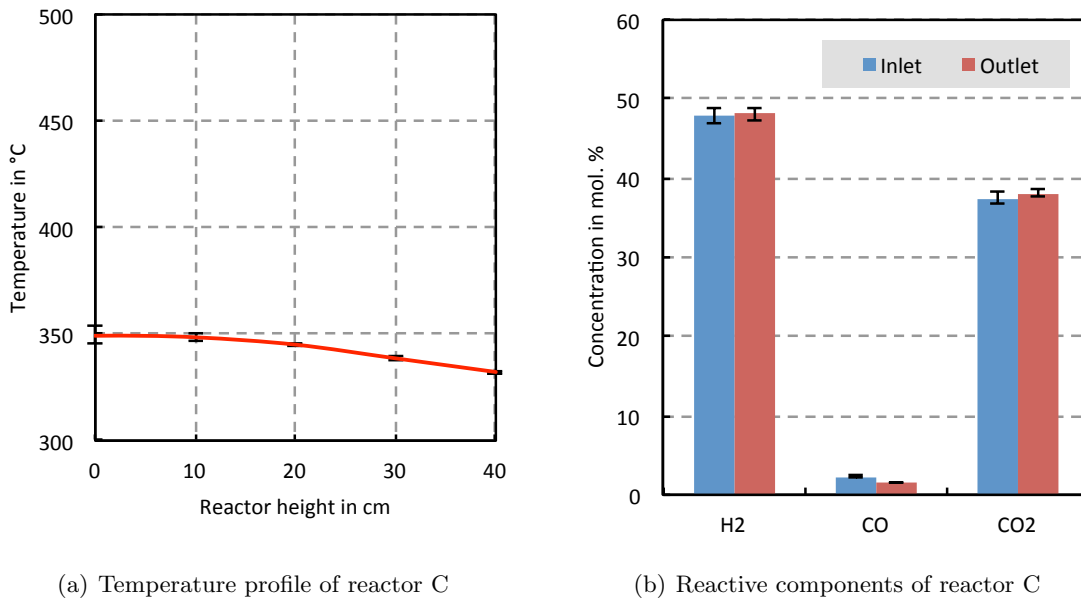 500
450
400
350
300
Temperature in °C
0 10 20 30 40
Reactor height in cm
(a) Temperature profile of reactor C
60
50
40
30
20
10
0
Concentration in mol. %
Inlet Outlet
H2 CO CO2
(b) Reactive components of reactor C